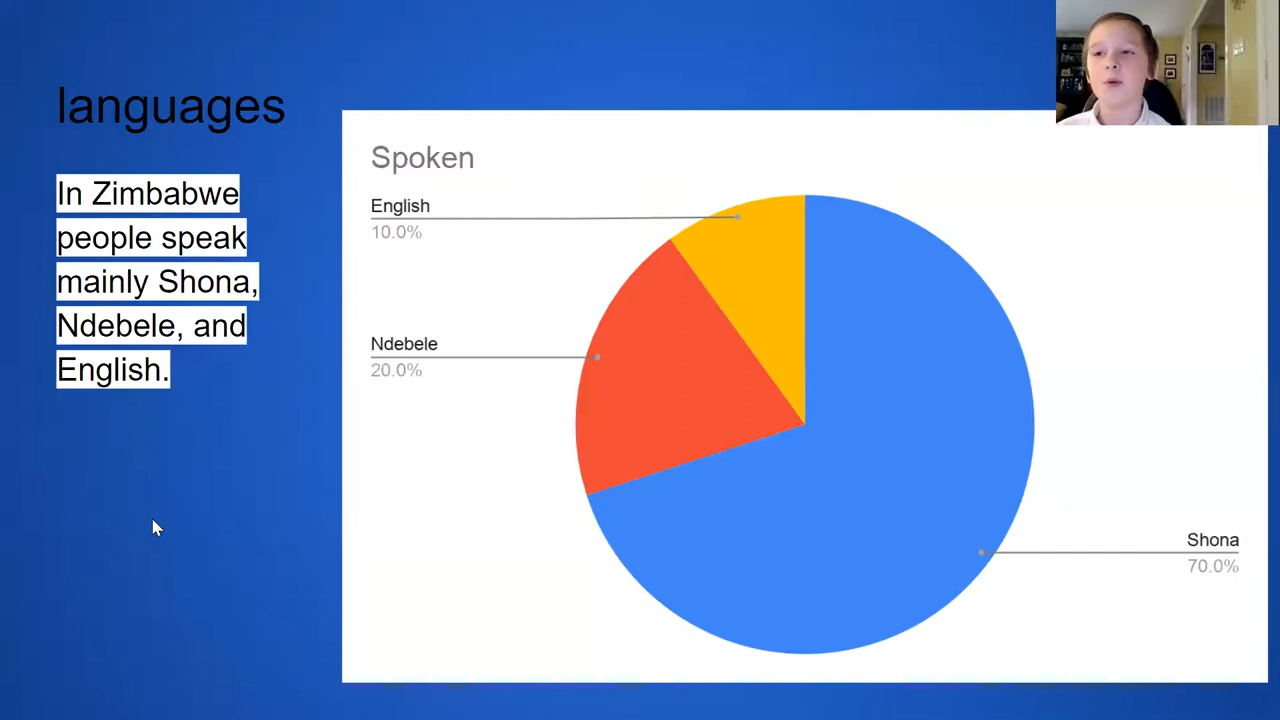 languages
In Zimbabwe
people speak
mainly Shona,
Ndebele, and
English.
Spoken
English
10.0%
Ndebele
20.0%
Shona
70.0%